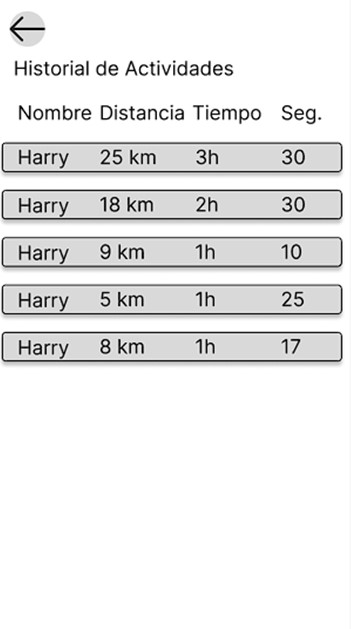 Historial de Actividades
Nombre Distancia Tiempo Seg.
Harry 25 km 3h 30
Harry 18 km 2h 30
Harry 9 km 1h 10
Harry 5 km 1h 25
Harry 8 km 1h 17